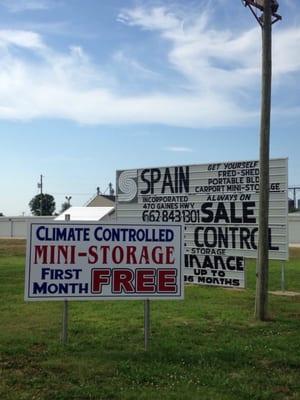 SPAIN
INCORPORATED
470 GAINES HWY
662 843 1301
GET YOURSELF
FRED-SHED
PORTABLE BLD
CARPORT MINI-STORAGE
ALWAYS ON
SALE
CONTROL
STORAGE
INANCE
UP TO
36 MONTHS
CLIMATE CONTROLLED
MINI-STORAGE
FIRST
MONTH FREE